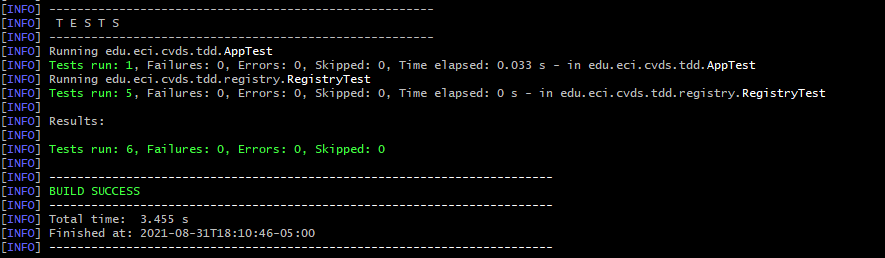 [INFO] -------------------------------------------------------
[INFO]  T E S T S
[INFO] -------------------------------------------------------
[INFO] Running edu.eci.cvds.tdd.AppTest
[INFO] Tests run: 1, Failures: 0, Errors: 0, Skipped: 0, Time elapsed: 0.033 s - in edu.eci.cvds.tdd.AppTest
[INFO] Running edu.eci.cvds.tdd.registry.RegistryTest
[INFO] Tests run: 5, Failures: 0, Errors: 0, Skipped: 0, Time elapsed: 0 s - in edu.eci.cvds.tdd.registry.RegistryTest
[INFO]
[INFO] Results:
[INFO]
[INFO] Tests run: 6, Failures: 0, Errors: 0, Skipped: 0
[INFO]
[INFO] ------------------------------------------------------------------------
[INFO] BUILD SUCCESS
[INFO] ------------------------------------------------------------------------
[INFO] Total time:  3.455 s
[INFO] Finished at: 2021-08-31T18:10:46-05:00
[INFO] ------------------------------------------------------------------------